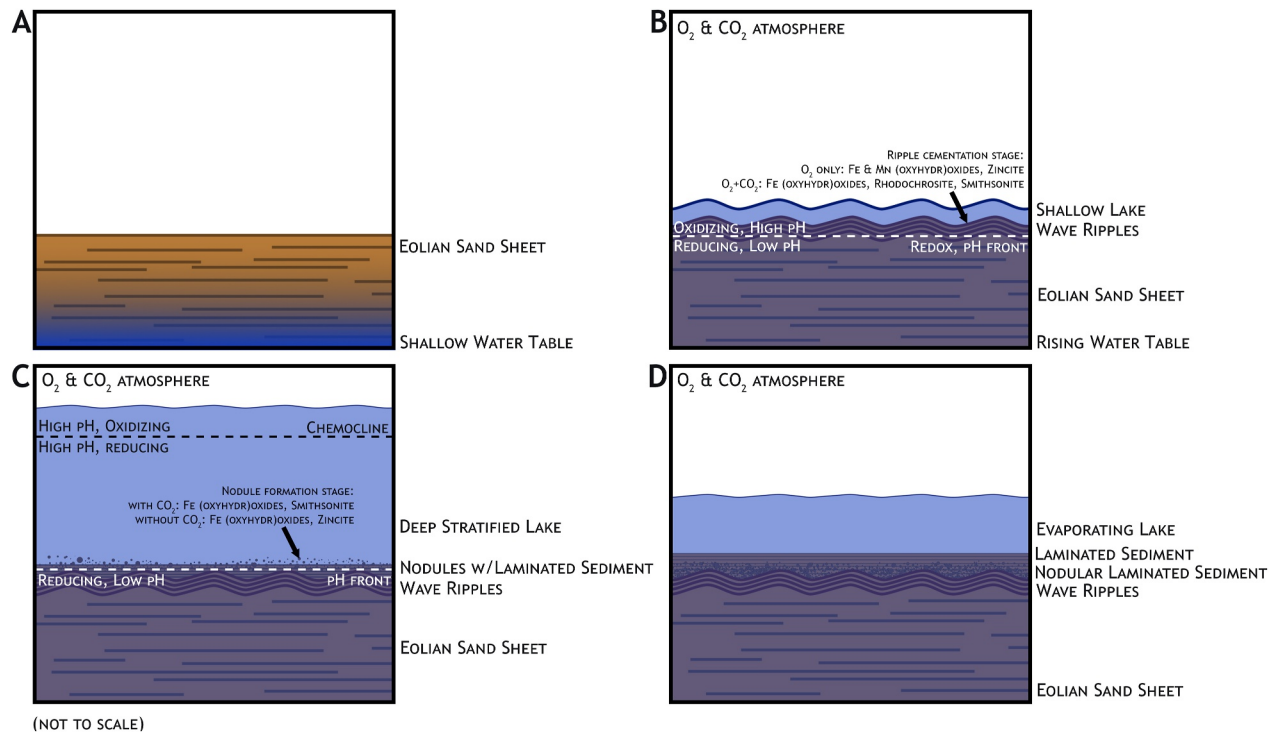 A
Eolian Sand Sheet
Shallow Water Table
B
O₂ & CO₂ atmosphere
Ripple cementation stage:
O₂ only: Fe & Mn (oxyhydr)oxides, Zincite
O₂+CO₂: Fe (oxyhydr)oxides, Rhodochrosite, Smithsonite
Shallow Lake
Wave Ripples
Oxidizing, High pH
Reducing, Low pH
Redox, pH front
Eolian Sand Sheet
Rising Water Table
C
O₂ & CO₂ atmosphere
High pH, Oxidizing
Chemocline
High pH, reducing
Nodule formation stage:
with CO₂: Fe (oxyhydr)oxides, Smithsonite
without CO₂: Fe (oxyhydr)oxides, Zincite
Deep Stratified Lake
Nodules w/Laminated Sediment
Reducing, Low pH
pH front
Wave Ripples
Eolian Sand Sheet
(not to scale)
D
O₂ & CO₂ atmosphere
Evaporating Lake
Laminated Sediment
Nodular Laminated Sediment
Wave Ripples
Eolian Sand Sheet